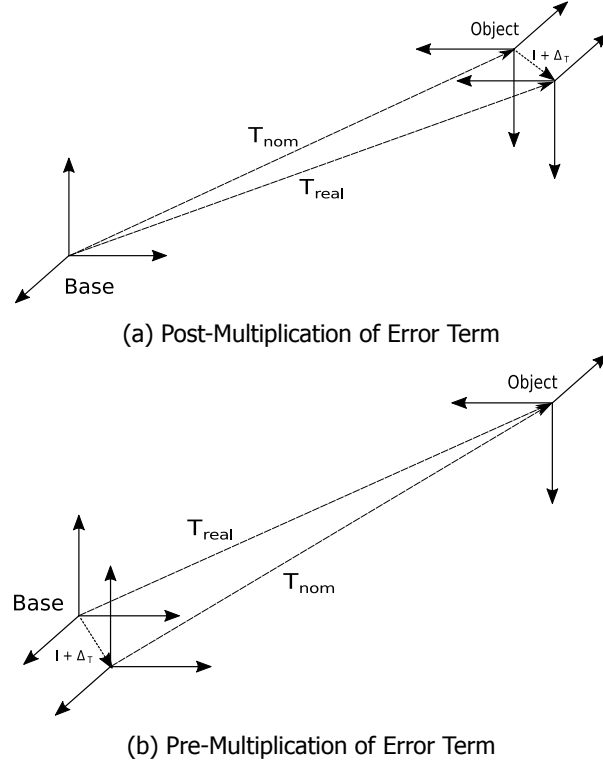 Object
I + Δ_T
T_nom
T_real
Base
(a) Post-Multiplication of Error Term
Object
T_real
T_nom
Base
I + Δ_T
(b) Pre-Multiplication of Error Term